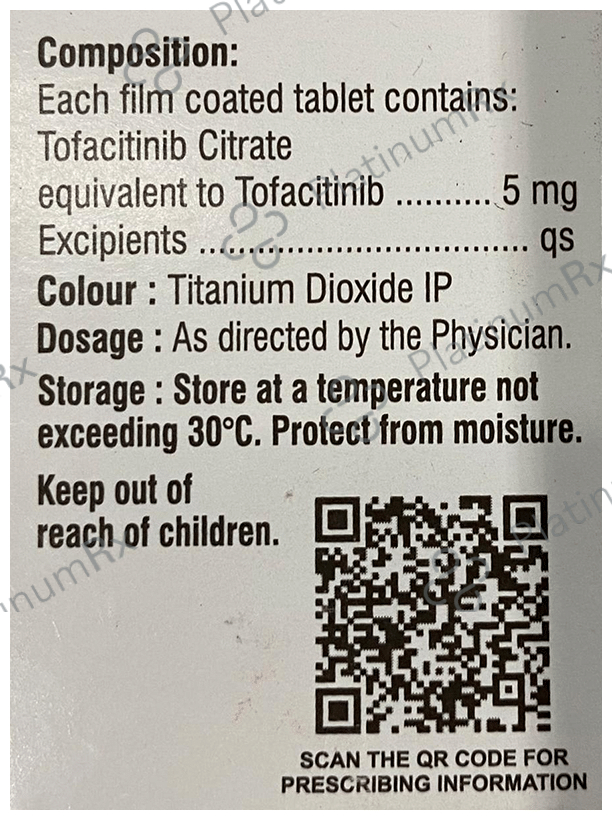 Composition:
Each film coated tablet contains:
Tofacitinib Citrate
equivalent to Tofacitinib .......... 5 mg
Excipients .................................. qs
Colour : Titanium Dioxide IP
Dosage : As directed by the Physician.
Storage : Store at a temperature not
exceeding 30°C. Protect from moisture.
Keep out of
reach of children.
SCAN THE QR CODE FOR
PRESCRIBING INFORMATION
PlatinumRx
PlatinumRx